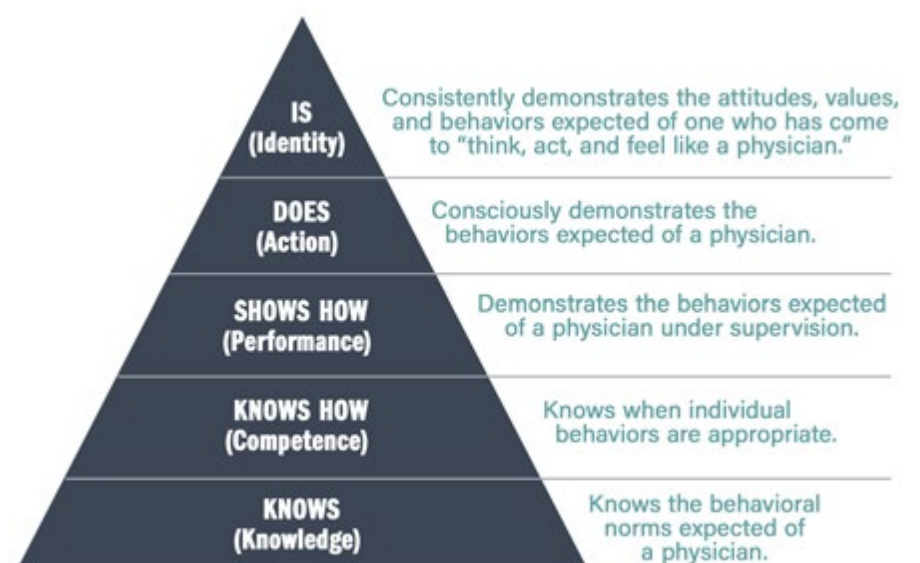 IS
(Identity)
Consistently demonstrates the attitudes, values,
and behaviors expected of one who has come
to “think, act, and feel like a physician.”
DOES
(Action)
Consciously demonstrates the
behaviors expected of a physician.
SHOWS HOW
(Performance)
Demonstrates the behaviors expected
of a physician under supervision.
KNOWS HOW
(Competence)
Knows when individual
behaviors are appropriate.
KNOWS
(Knowledge)
Knows the behavioral
norms expected of
a physician.